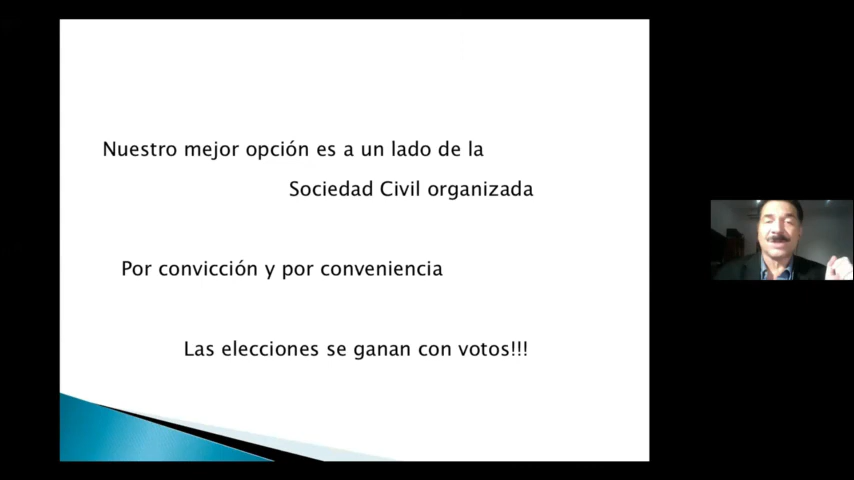 Nuestro mejor opción es a un lado de la
Sociedad Civil organizada
Por convicción y por conveniencia
Las elecciones se ganan con votos!!!